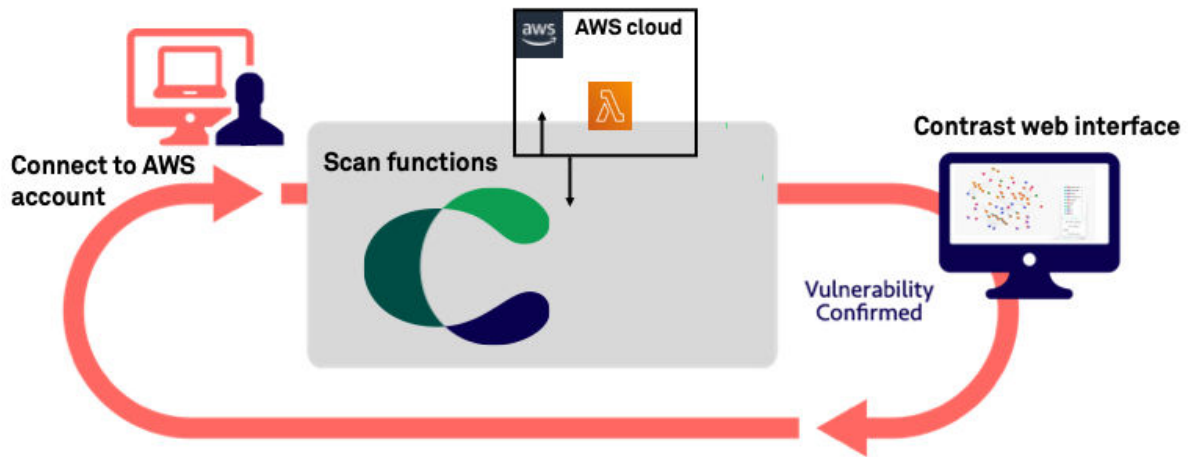 aws
AWS cloud
Contrast web interface
Scan functions
Connect to AWS
account
λ
Vulnerability
Confirmed